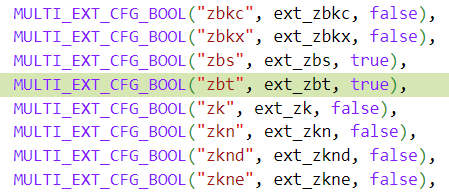 MULTI_EXT_CFG_BOOL("zbkc", ext_zbkc, false),
MULTI_EXT_CFG_BOOL("zbkx", ext_zbkx, false),
MULTI_EXT_CFG_BOOL("zbs", ext_zbs, true),
MULTI_EXT_CFG_BOOL("zbt", ext_zbt, true),
MULTI_EXT_CFG_BOOL("zk", ext_zk, false),
MULTI_EXT_CFG_BOOL("zkn", ext_zkn, false),
MULTI_EXT_CFG_BOOL("zknd", ext_zknd, false),
MULTI_EXT_CFG_BOOL("zkne", ext_zkne, false),